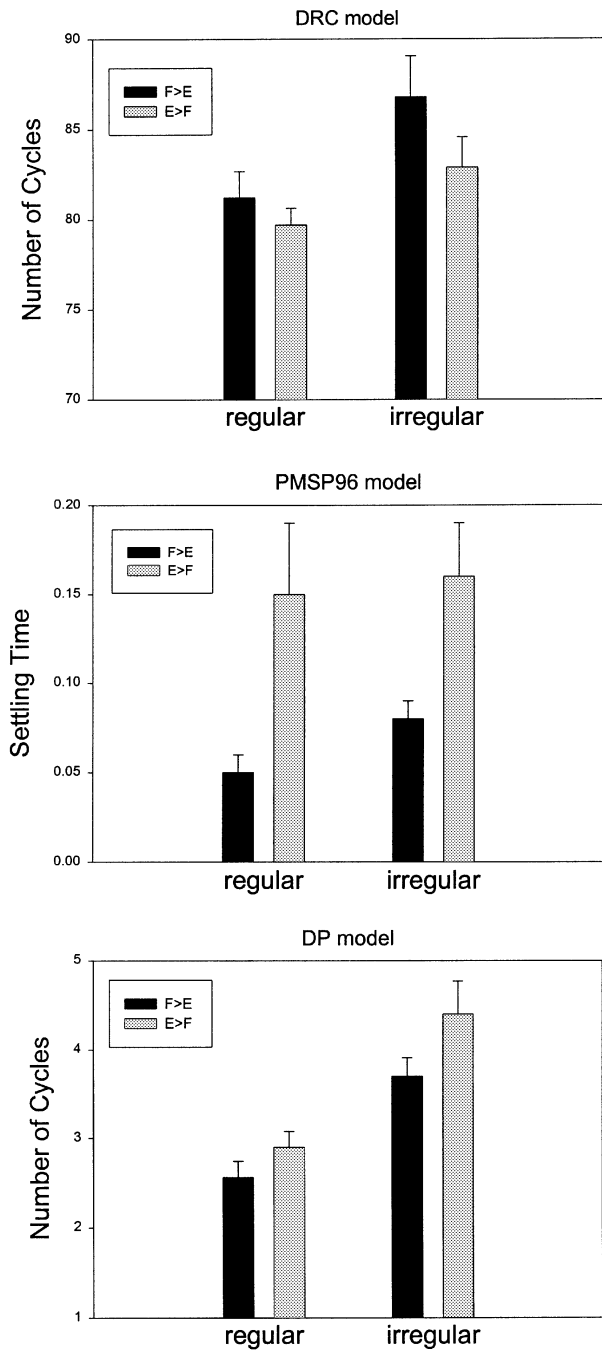 DRC model
90
85
80
75
70
Number of Cycles
F>E
E>F
regular irregular
PMSP96 model
0.20
0.15
0.10
0.05
0.00
Settling Time
F>E
E>F
regular irregular
DP model
5
4
3
2
1
Number of Cycles
F>E
E>F
regular irregular